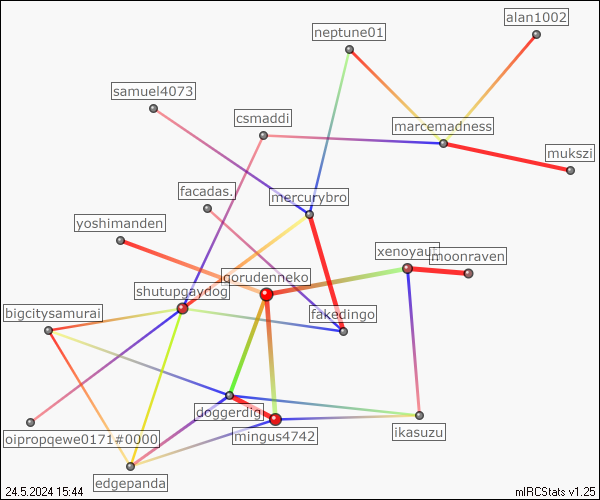 alan1002
neptune01
samuel4073
csmaddi
marcemadness
mukszi
facadas.
mercurybro
yoshimanden
xenoyaut
moonraven
gorudenneko
shutupgaydog
bigcitysamurai
fakedingo
doggerdig
mingus4742
ikasuzu
oipropqewe0171#0000
edgepanda
24.5.2024 15:44
mIRCStats v1.25